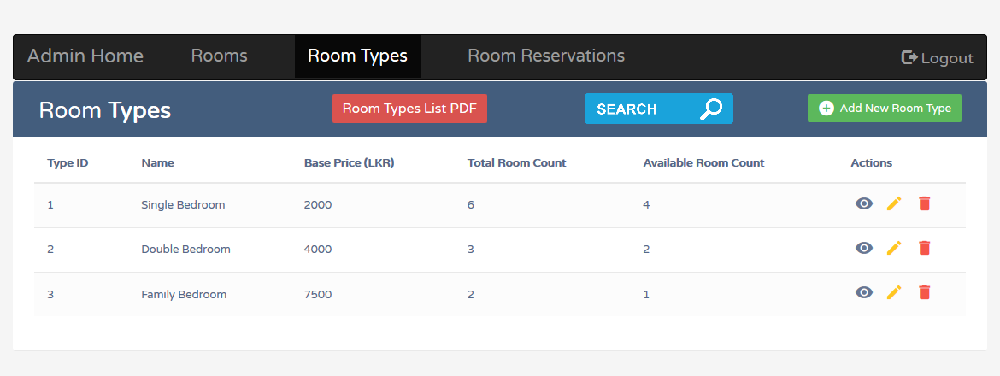 Admin Home Rooms Room Types Room Reservations Logout
Room Types Room Types List PDF SEARCH Add New Room Type
Type ID Name Base Price (LKR) Total Room Count Available Room Count Actions
1 Single Bedroom 2000 6 4
2 Double Bedroom 4000 3 2
3 Family Bedroom 7500 2 1